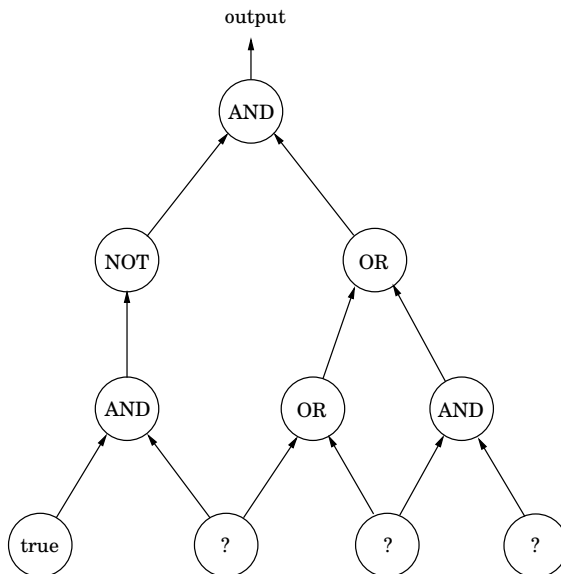 output
AND
NOT OR
AND OR AND
true ? ? ?